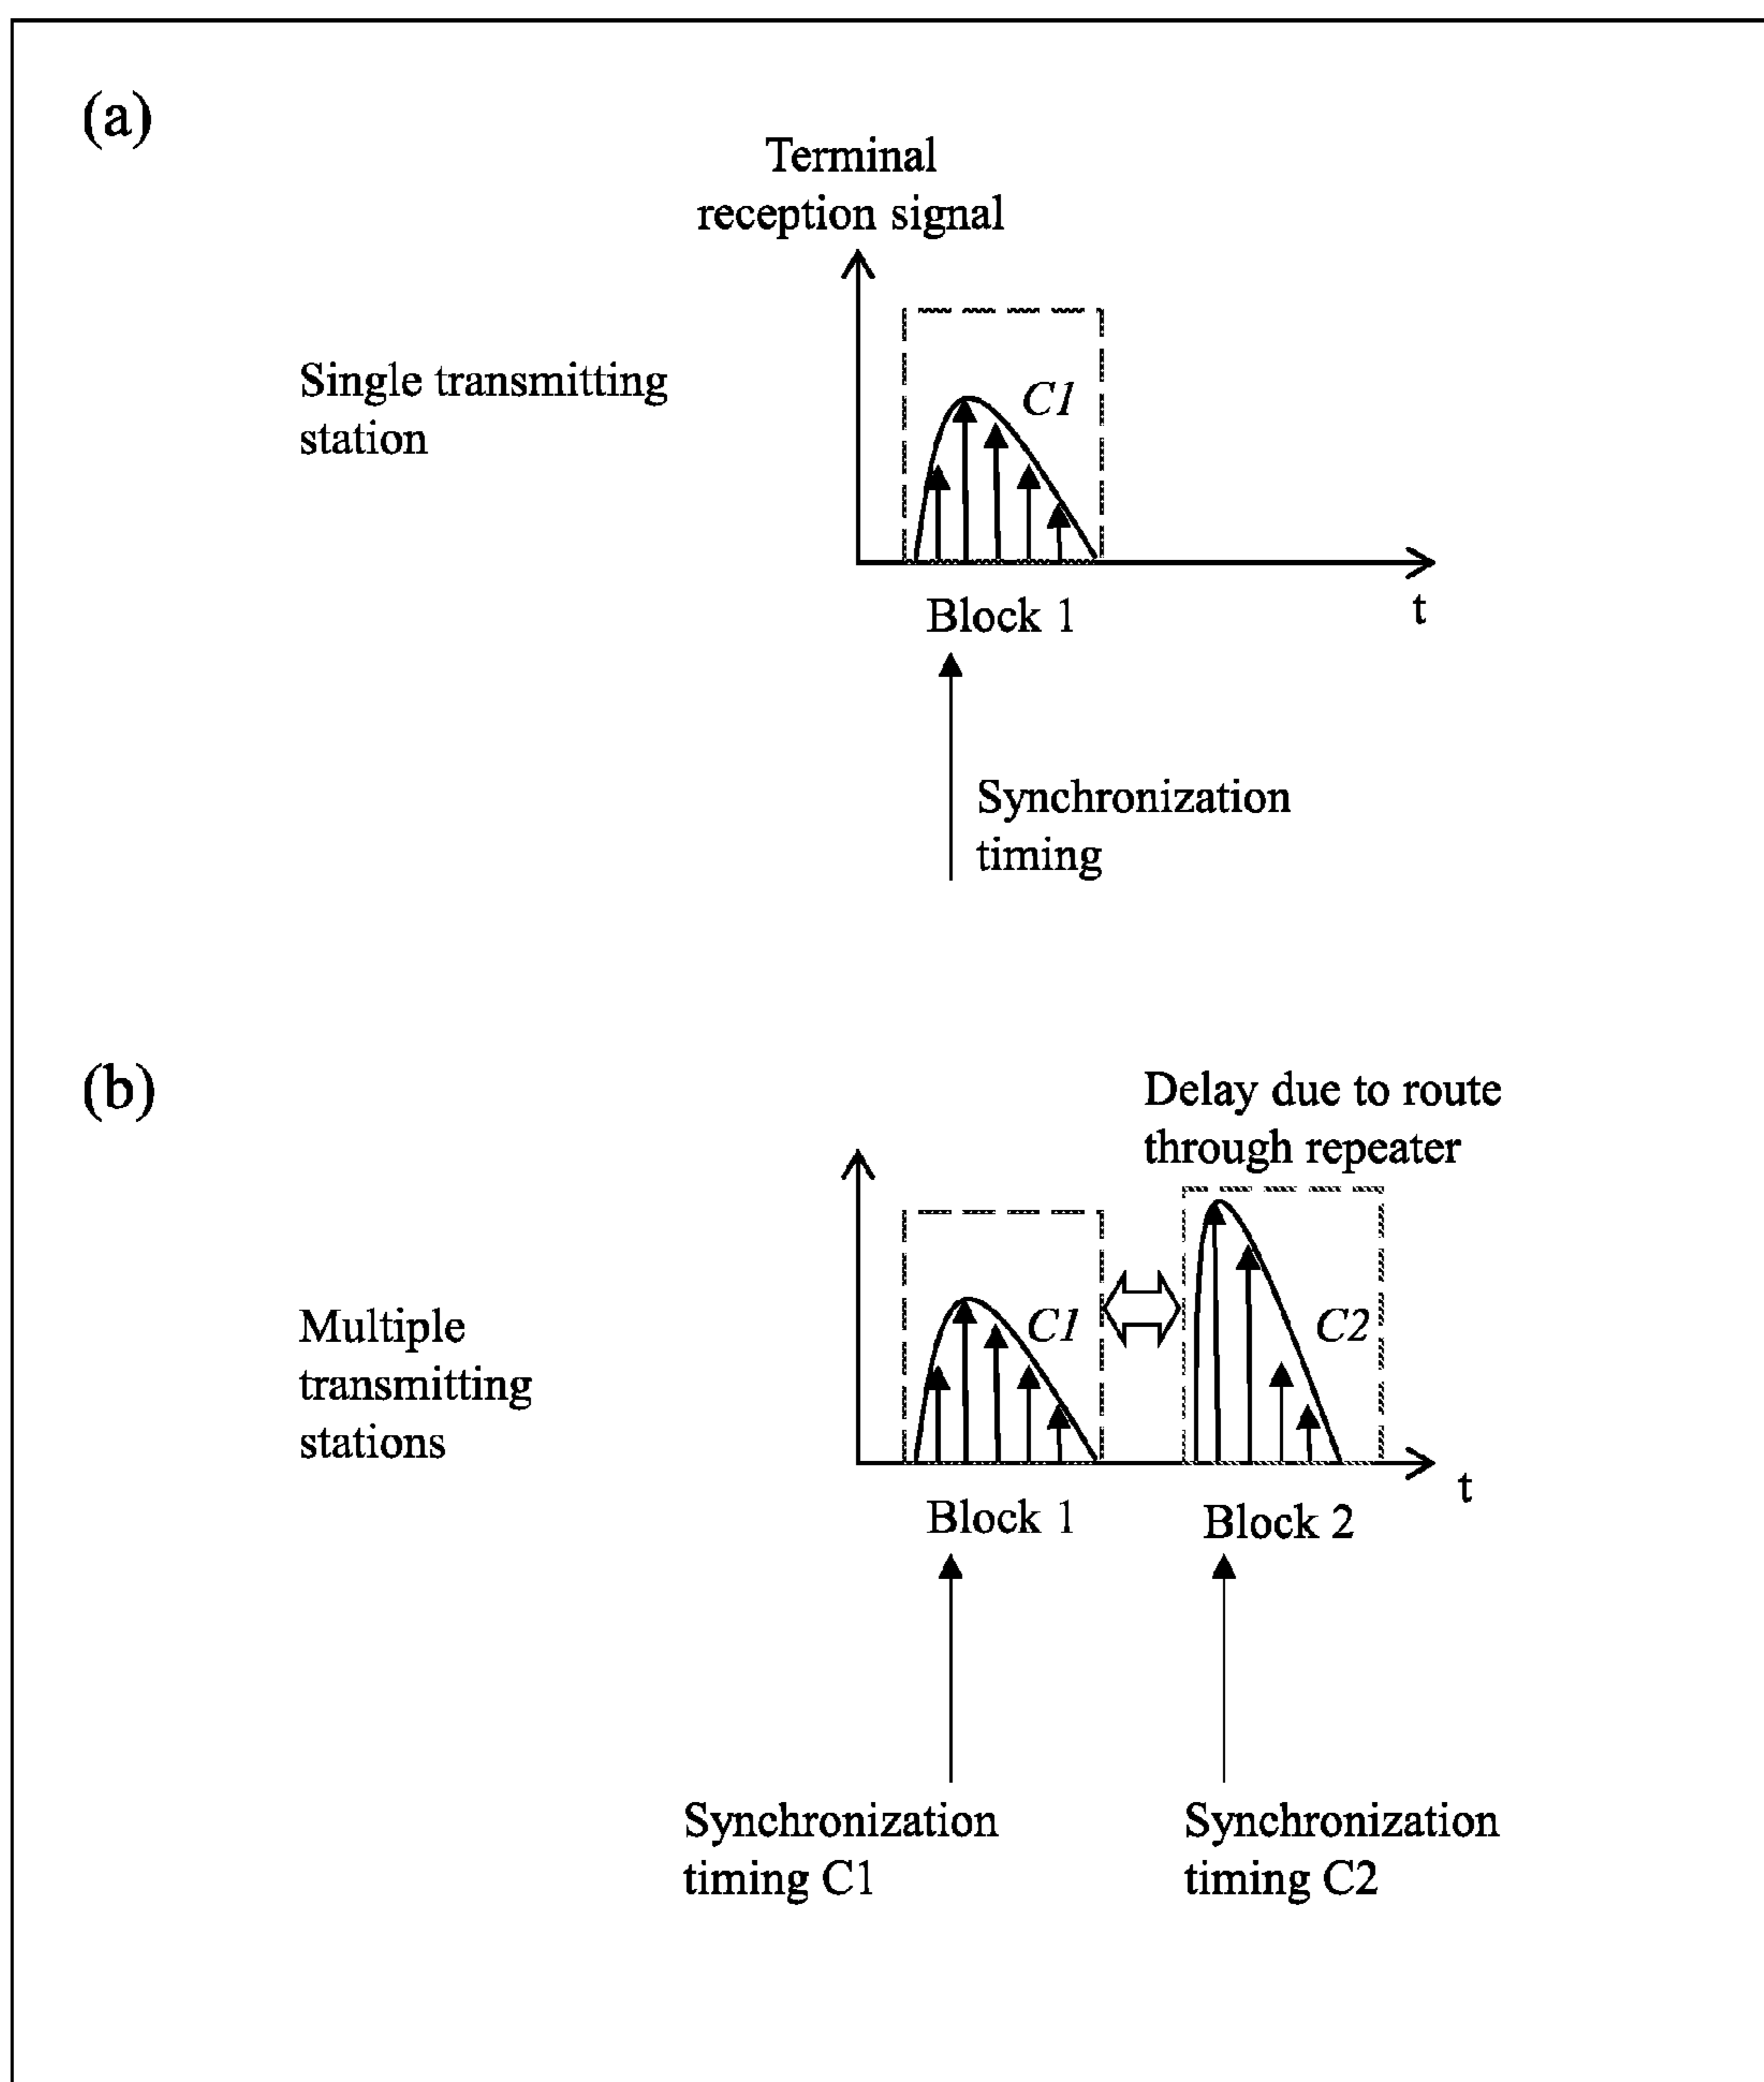 (a)
Terminal
reception signal
Single transmitting
station
C1
t
Block 1
Synchronization
timing
(b)
Delay due to route
through repeater
Multiple
transmitting
stations
C1
C2
t
Block 1
Block 2
Synchronization
timing C1
Synchronization
timing C2